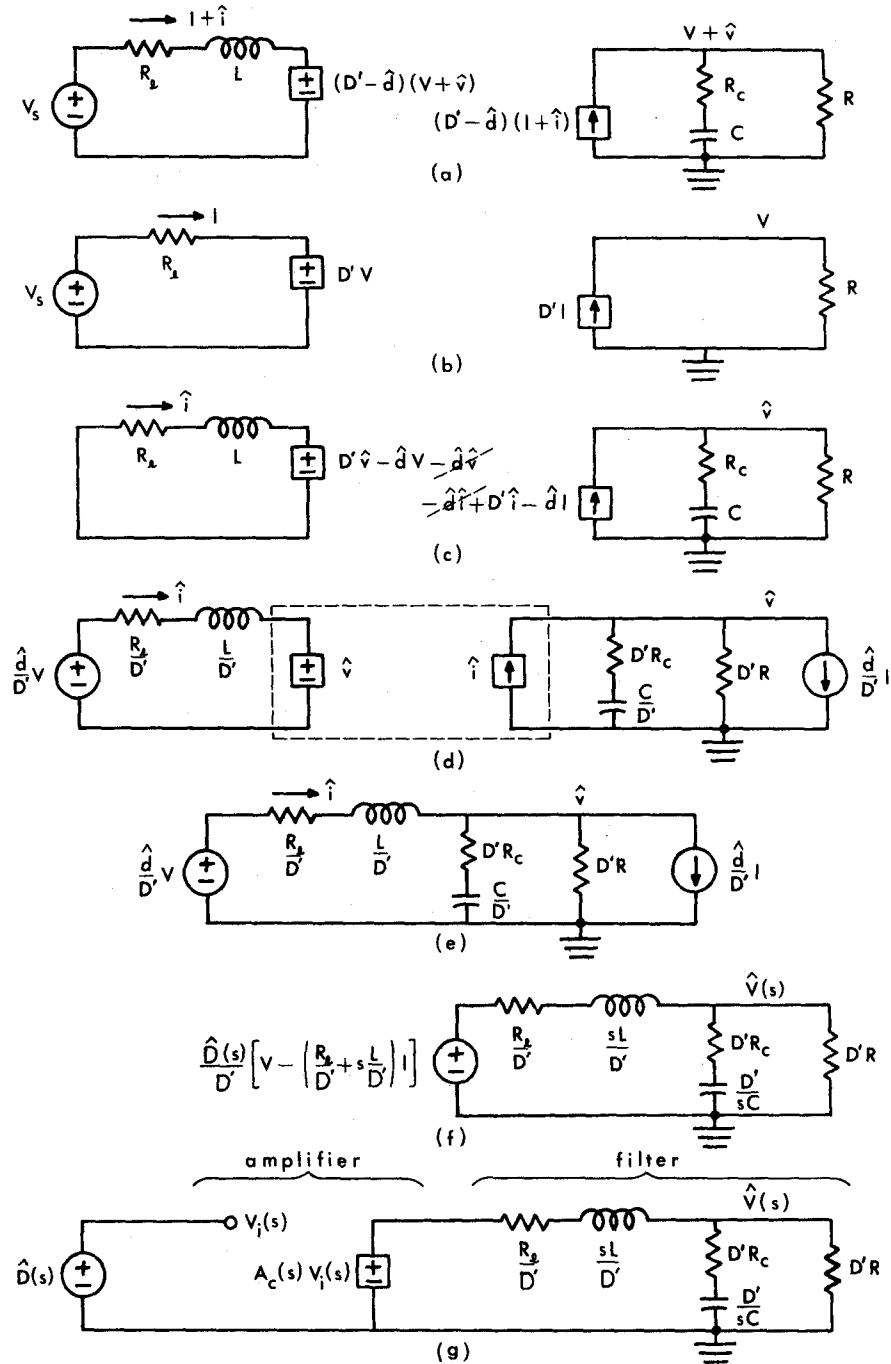 I + î
R_ℓ
L
V_s
(D' - d̂)(V + v̂)
V + v̂
R_c
C
R
(D' - d̂)(I + î)
(a)
I
R_ℓ
V_s
D'V
V
D'I
R
(b)
î
R_ℓ
L
D'v̂ - d̂V - d̂v̂
-d̂î + D'î - d̂I
v̂
R_c
C
R
(c)
î
d̂/D' V
R_ℓ/D'
L/D'
v̂
î
v̂
D'R_c
C/D'
D'R
d̂/D' I
(d)
î
d̂/D' V
R_ℓ/D'
L/D'
v̂
D'R_c
C/D'
D'R
d̂/D' I
(e)
V̂(s)
D̂(s)/D' [V - (R_ℓ/D' + s L/D') I]
R_ℓ/D'
sL/D'
D'R_c
D'/sC
D'R
(f)
amplifier
filter
V_i(s)
D̂(s)
A_c(s) V_i(s)
R_ℓ/D'
sL/D'
V̂(s)
D'R_c
D'/sC
D'R
(g)